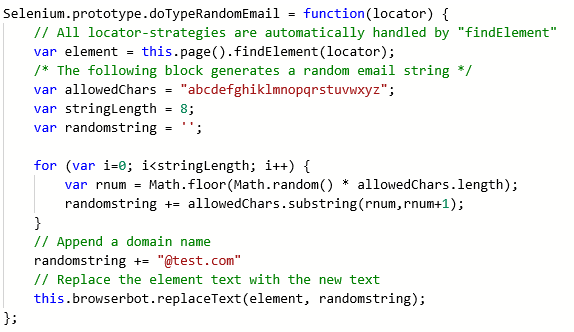 Selenium.prototype.doTypeRandomEmail = function(locator) {
// All locator-strategies are automatically handled by "findElement"
var element = this.page().findElement(locator);
/* The following block generates a random email string */
var allowedChars = "abcdefghiklmnopqrstuvwxyz";
var stringLength = 8;
var randomstring = '';
for (var i=0; i<stringLength; i++) {
var rnum = Math.floor(Math.random() * allowedChars.length);
randomstring += allowedChars.substring(rnum,rnum+1);
}
// Append a domain name
randomstring += "@test.com"
// Replace the element text with the new text
this.browserbot.replaceText(element, randomstring);
};